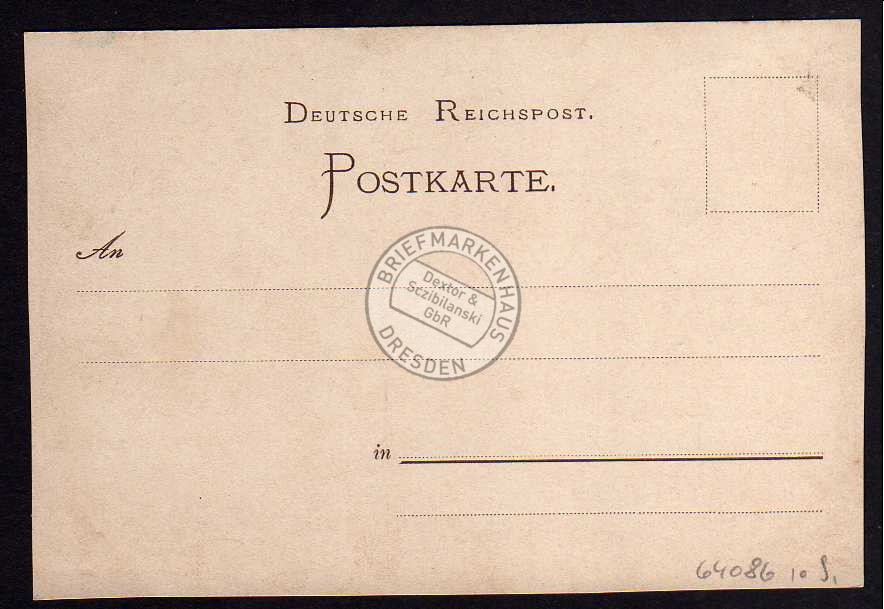 DEUTSCHE REICHSPOST.
POSTKARTE.
An
BRIEFMARKENHAUS
Dextor &
Sczibilanski
GbR
DRESDEN
in
64086 10